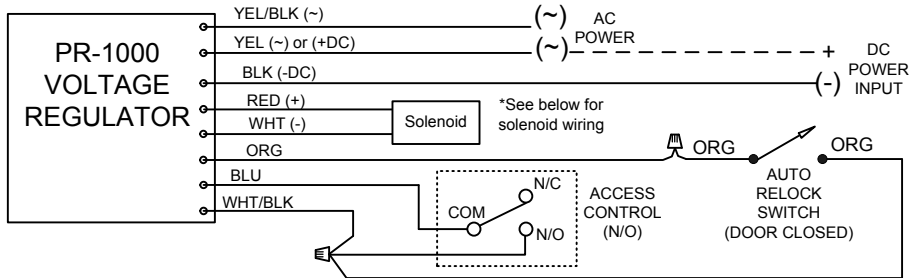 PR-1000
VOLTAGE
REGULATOR
YEL/BLK (~)
YEL (~) or (+DC)
BLK (-DC)
RED (+)
WHT (-)
ORG
BLU
WHT/BLK
(~)
AC
POWER
(~)
+
(-)
DC
POWER
INPUT
Solenoid
*See below for
solenoid wiring
N/C
COM
N/O
ACCESS
CONTROL
(N/O)
ORG
ORG
AUTO
RELOCK
SWITCH
(DOOR CLOSED)